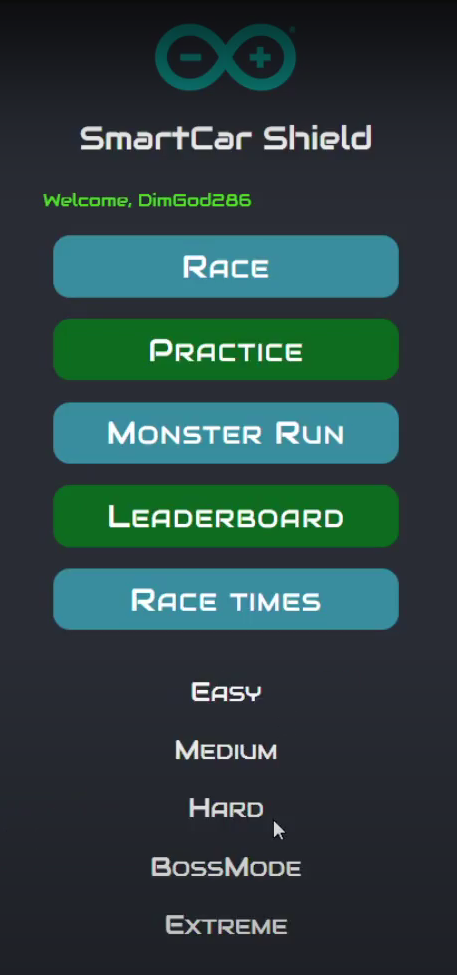 SmartCar Shield
Welcome, DimGod286
Race
Practice
Monster Run
Leaderboard
Race times
Easy
Medium
Hard
BossMode
Extreme